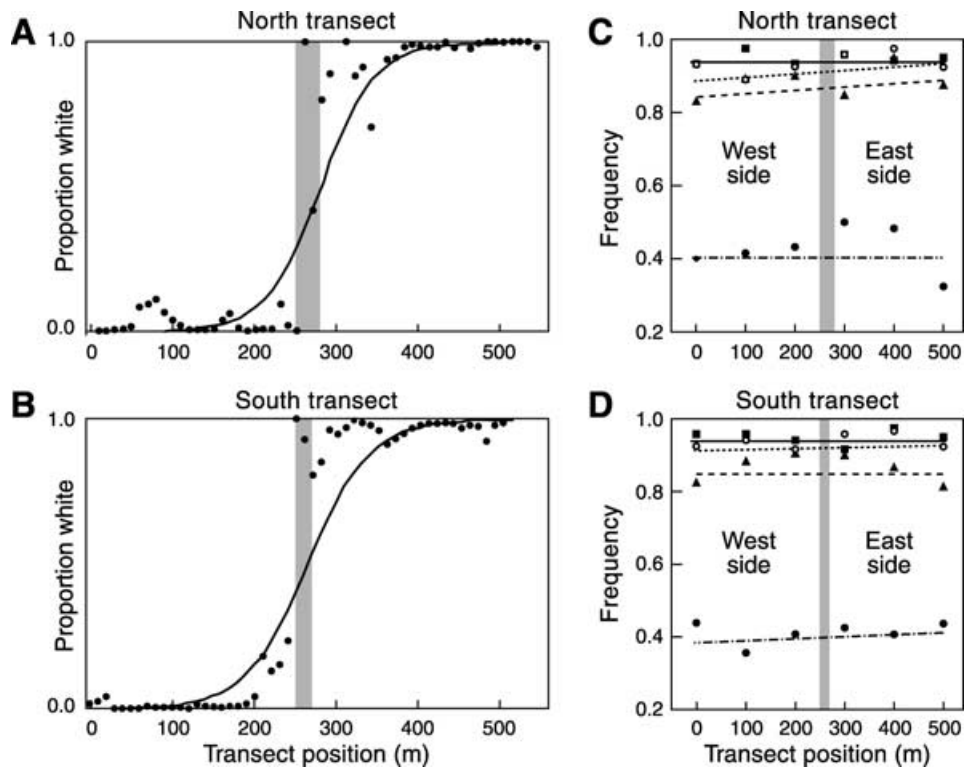 A
North transect
Proportion white
1.0
0.0
0 100 200 300 400 500
B
South transect
Proportion white
1.0
0.0
0 100 200 300 400 500
Transect position (m)
C
North transect
Frequency
1.0
0.8
0.6
0.4
0.2
West side
East side
0 100 200 300 400 500
D
South transect
Frequency
1.0
0.8
0.6
0.4
0.2
West side
East side
0 100 200 300 400 500
Transect position (m)